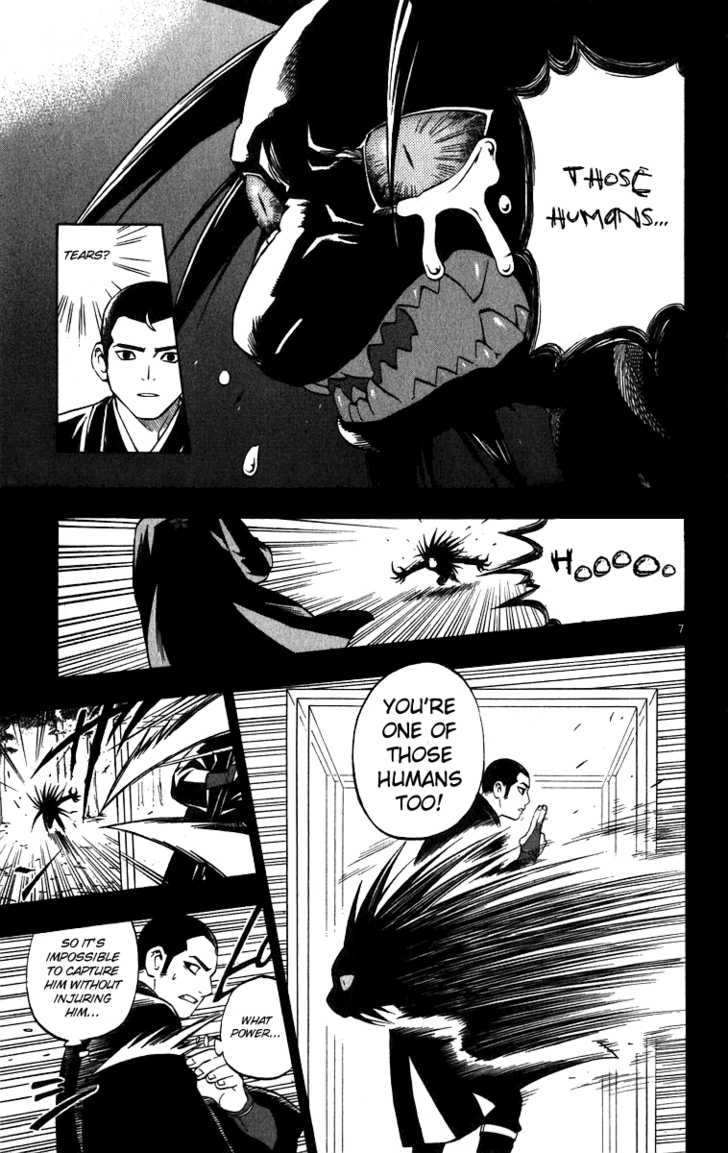 THOSE
HUMANS...
TEARS?
HOOOOO
7
YOU'RE
ONE OF
THOSE
HUMANS
TOO!
SO IT'S
IMPOSSIBLE
TO CAPTURE
HIM WITHOUT
INJURING
HIM...
WHAT
POWER...